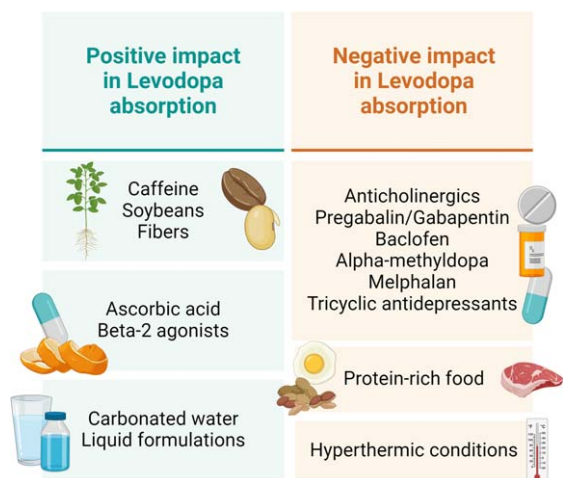 Positive impact
in Levodopa
absorption
Caffeine
Soybeans
Fibers
Ascorbic acid
Beta-2 agonists
Carbonated water
Liquid formulations
Negative impact
in Levodopa
absorption
Anticholinergics
Pregabalin/Gabapentin
Baclofen
Alpha-methyldopa
Melphalan
Tricyclic antidepressants
Protein-rich food
Hyperthermic conditions